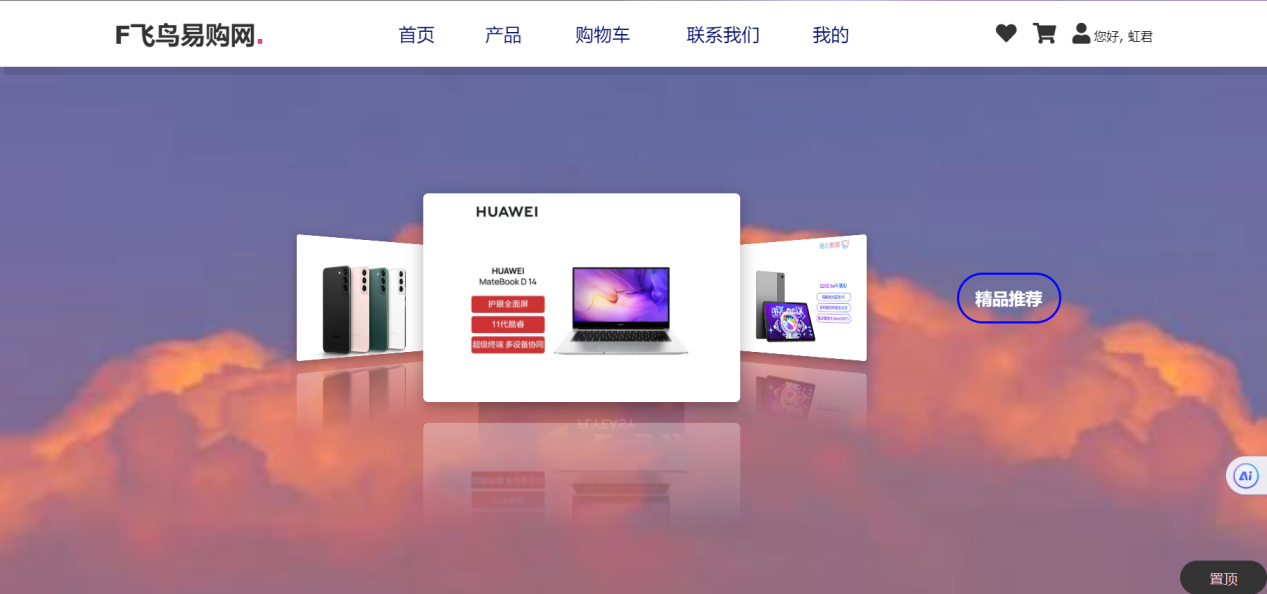 F飞鸟易购网.
首页 产品 购物车 联系我们 我的
您好, 虹君
HUAWEI
HUAWEI
MateBook D 14
护眼全面屏
11代酷睿
超级终端 多设备协同
精品推荐
Ai
置顶